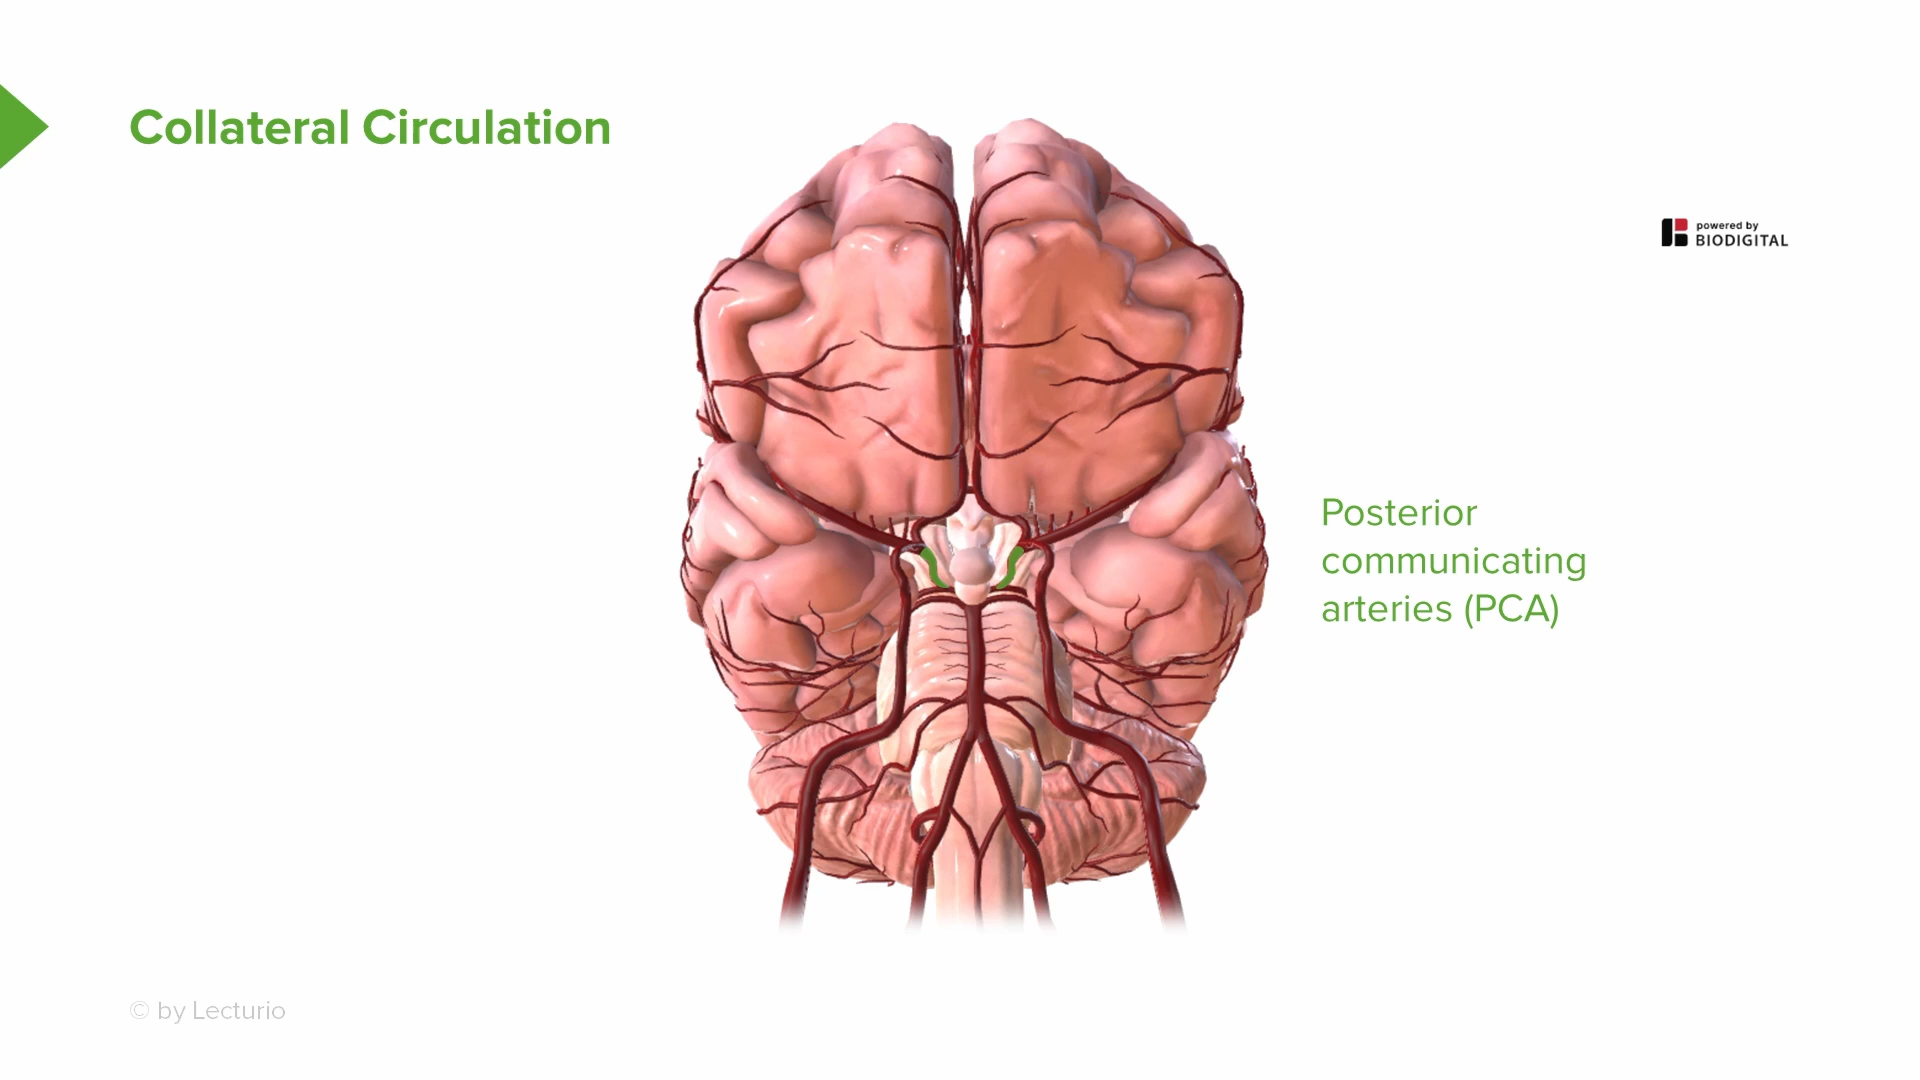 Collateral Circulation
powered by
BIODIGITAL
Posterior
communicating
arteries (PCA)
© by Lecturio